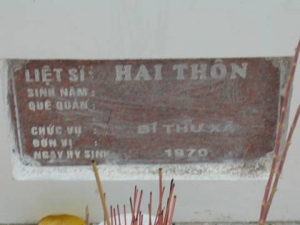 LIỆT SĨ: HAI THÔN
SINH NĂM:
QUÊ QUÁN:
CHỨC VỤ : BÍ THƯ XÃ
ĐƠN VỊ :
NGÀY HY SINH 1970